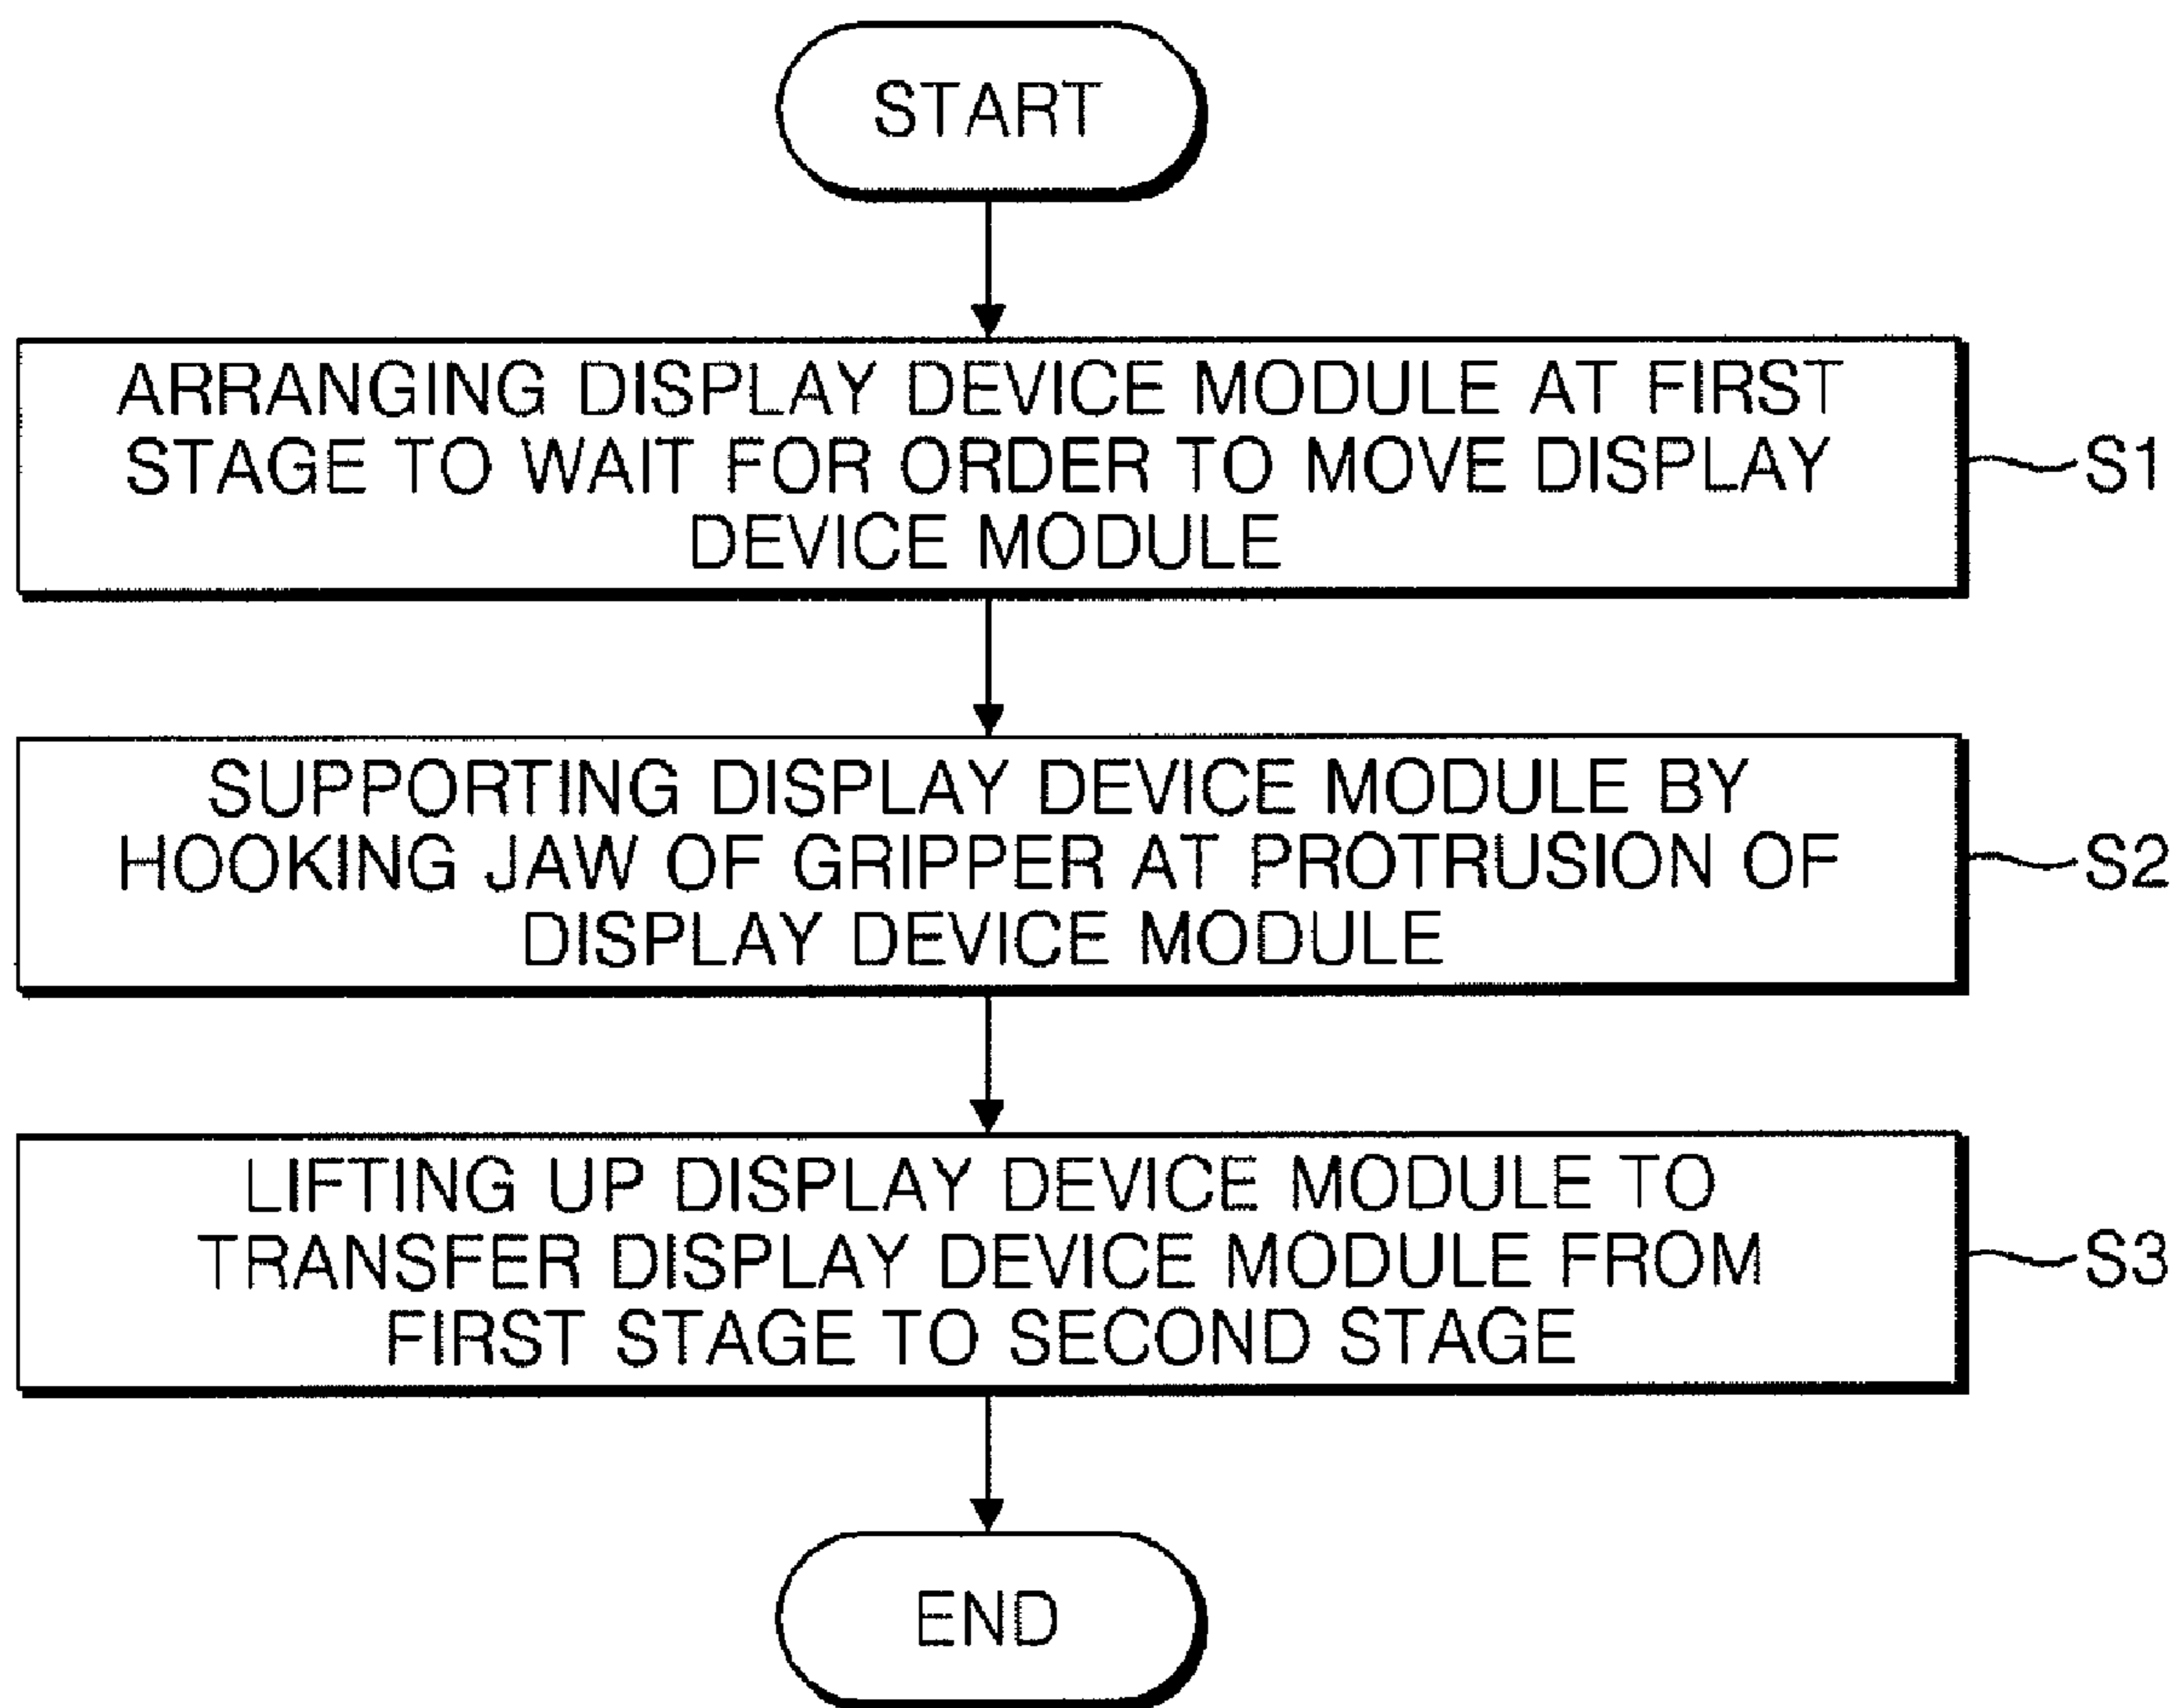 START
ARRANGING DISPLAY DEVICE MODULE AT FIRST
STAGE TO WAIT FOR ORDER TO MOVE DISPLAY
DEVICE MODULE
S1
SUPPORTING DISPLAY DEVICE MODULE BY
HOOKING JAW OF GRIPPER AT PROTRUSION OF
DISPLAY DEVICE MODULE
S2
LIFTING UP DISPLAY DEVICE MODULE TO
TRANSFER DISPLAY DEVICE MODULE FROM
FIRST STAGE TO SECOND STAGE
S3
END